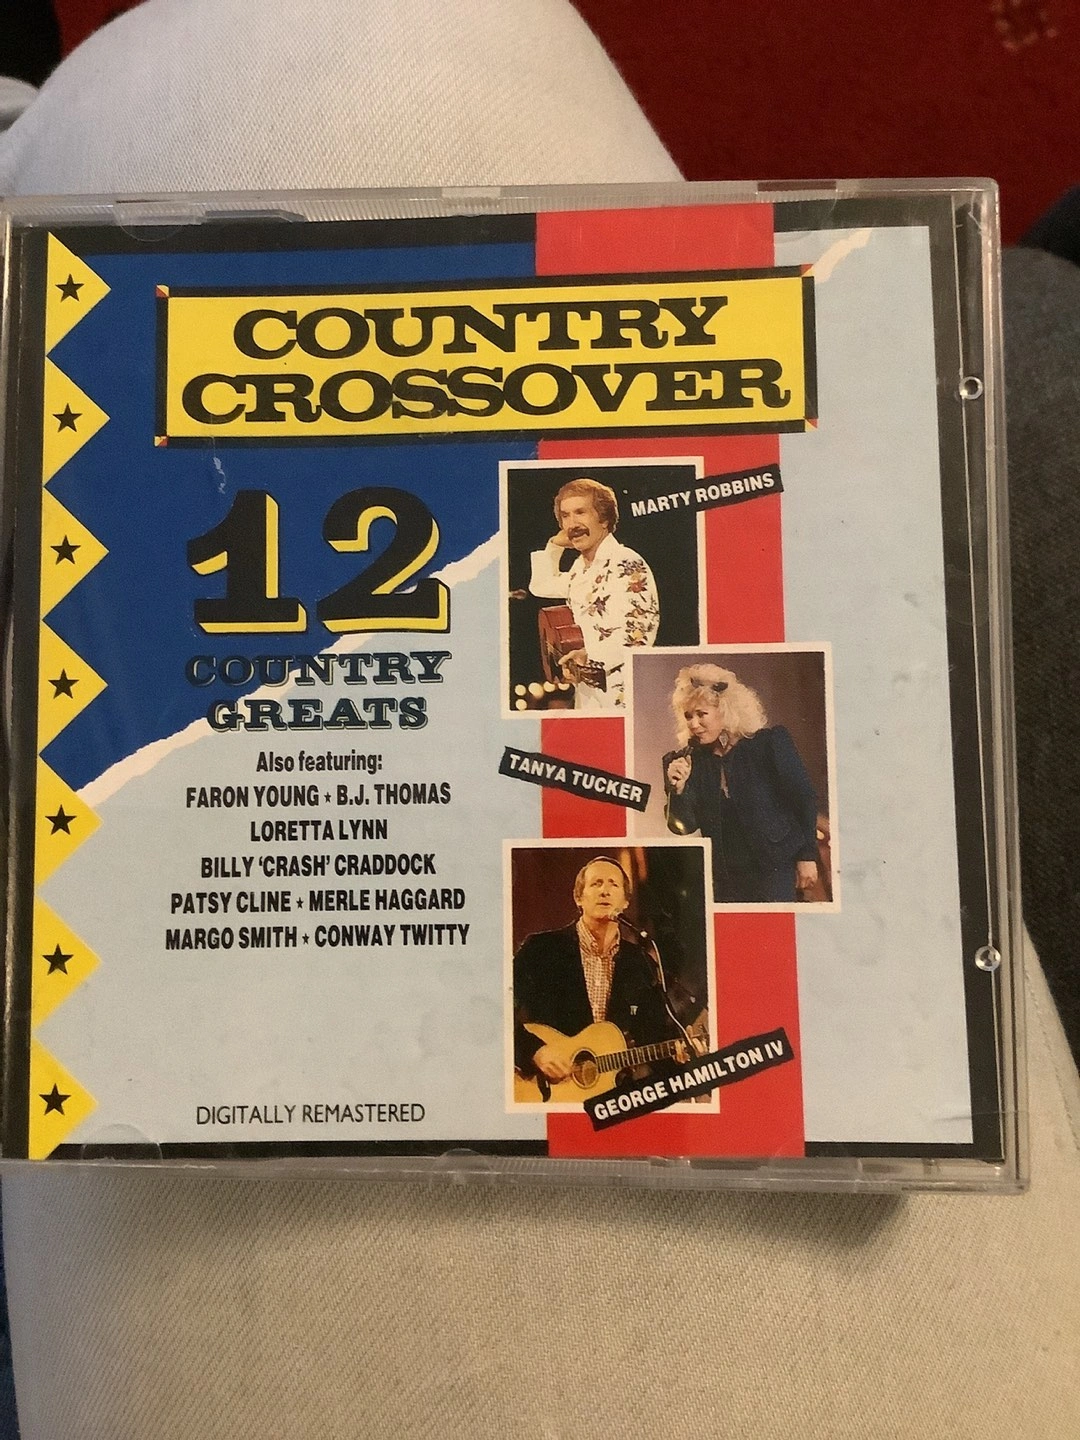 COUNTRY
CROSSOVER
12
COUNTRY
GREATS
Also featuring:
FARON YOUNG ★ B.J. THOMAS
LORETTA LYNN
BILLY ‘CRASH’ CRADDOCK
PATSY CLINE ★ MERLE HAGGARD
MARGO SMITH ★ CONWAY TWITTY
DIGITALLY REMASTERED
MARTY ROBBINS
TANYA TUCKER
GEORGE HAMILTON IV